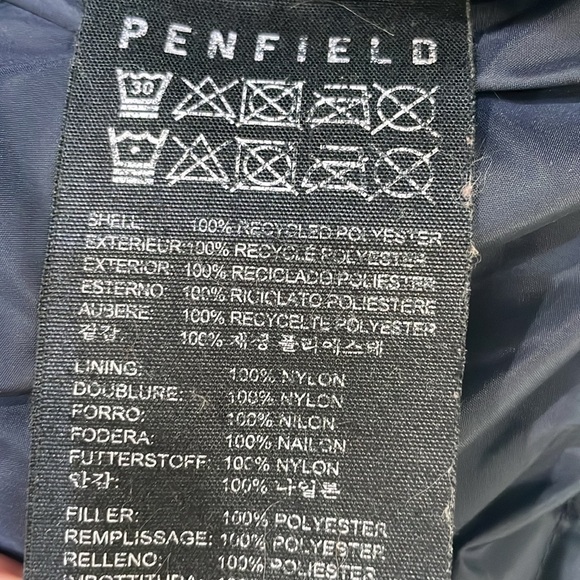 PENFIELD
30
SHELL: 100% RECYCLED POLYESTER
EXTERIEUR: 100% RECYCLE POLYESTER
EXTERIOR: 100% RECICLADO POLIESTER
ESTERNO: 100% RICICLATO POLIESTERE
AUBERE: 100% RECYCELTE POLYESTER
겉감: 100% 재생 폴리에스테
LINING: 100% NYLON
DOUBLURE: 100% NYLON
FORRO: 100% NILON
FODERA: 100% NAILON
FUTTERSTOFF: 100% NYLON
안감: 100% 나일론
FILLER: 100% POLYESTER
REMPLISSAGE: 100% POLYESTER
RELLENO: 100% POLIESTER
IMBOTTITURA: 100%